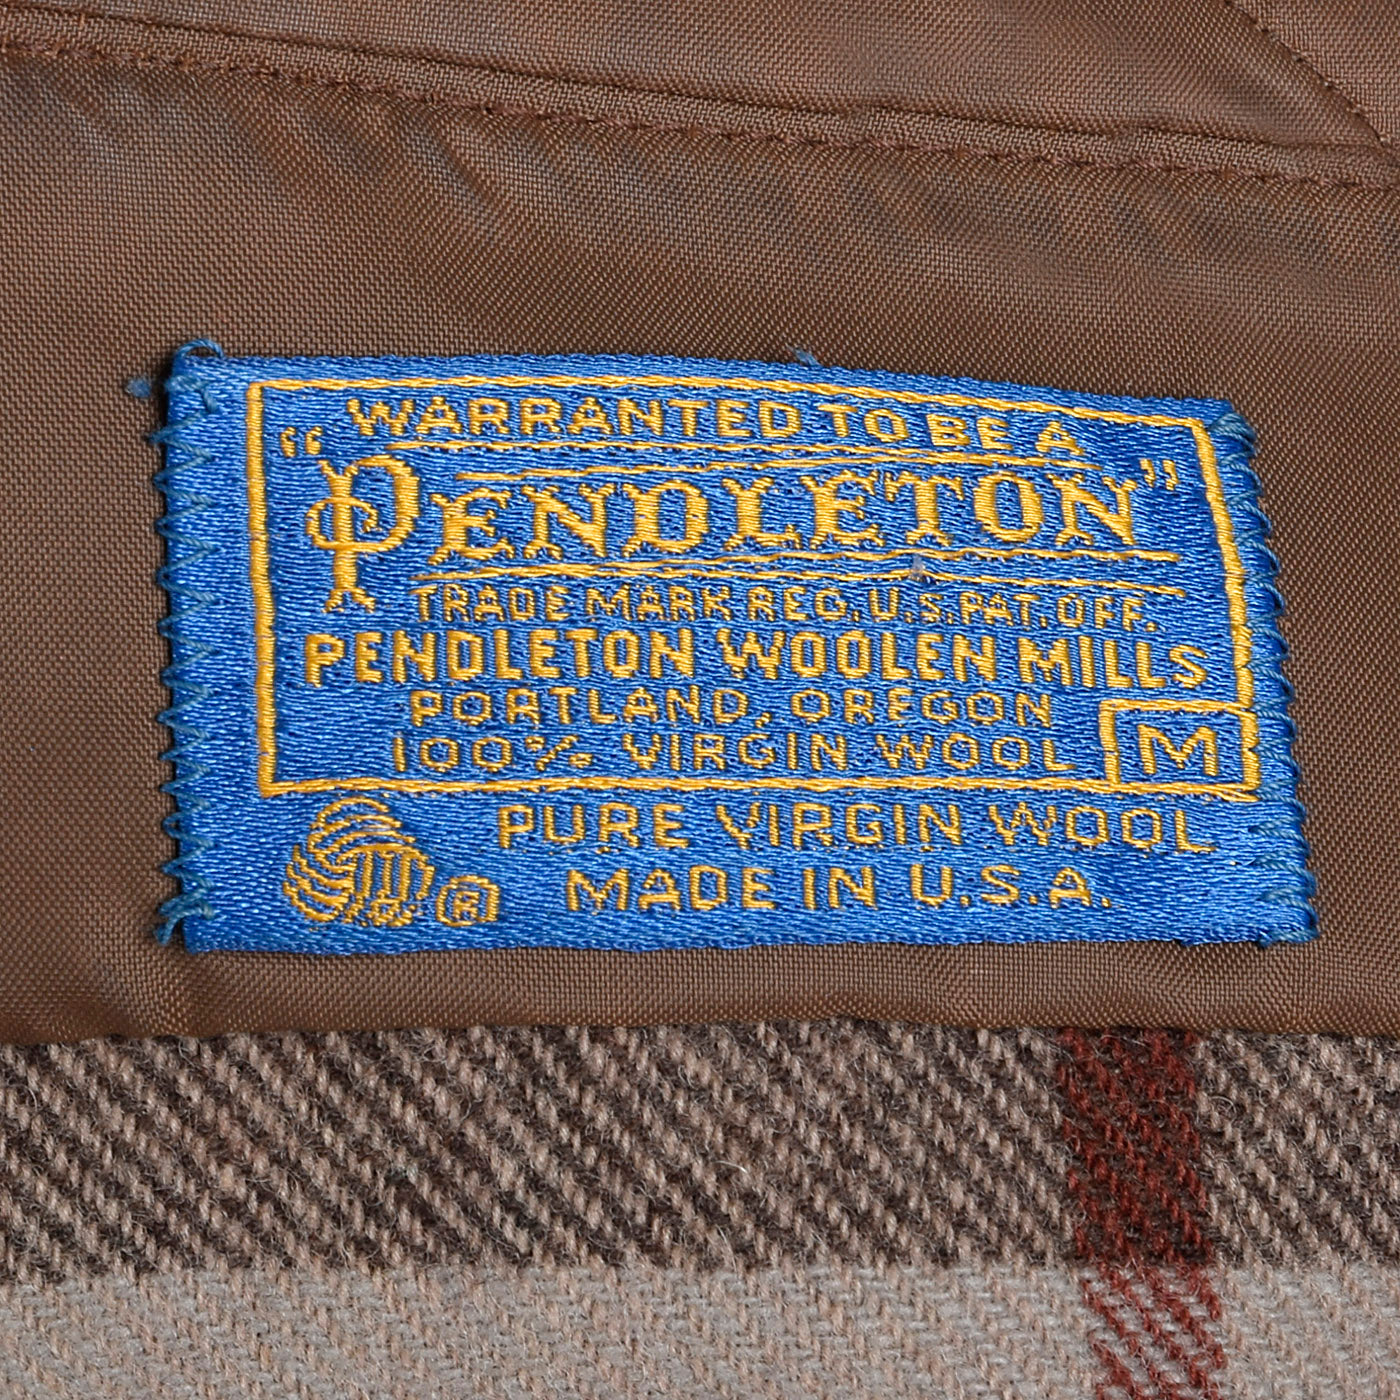 WARRANTED TO BE A
"PENDLETON"
TRADE MARK REG. U.S. PAT. OFF.
PENDLETON WOOLEN MILLS
PORTLAND, OREGON
100% VIRGIN WOOL M
PURE VIRGIN WOOL
® MADE IN U.S.A.